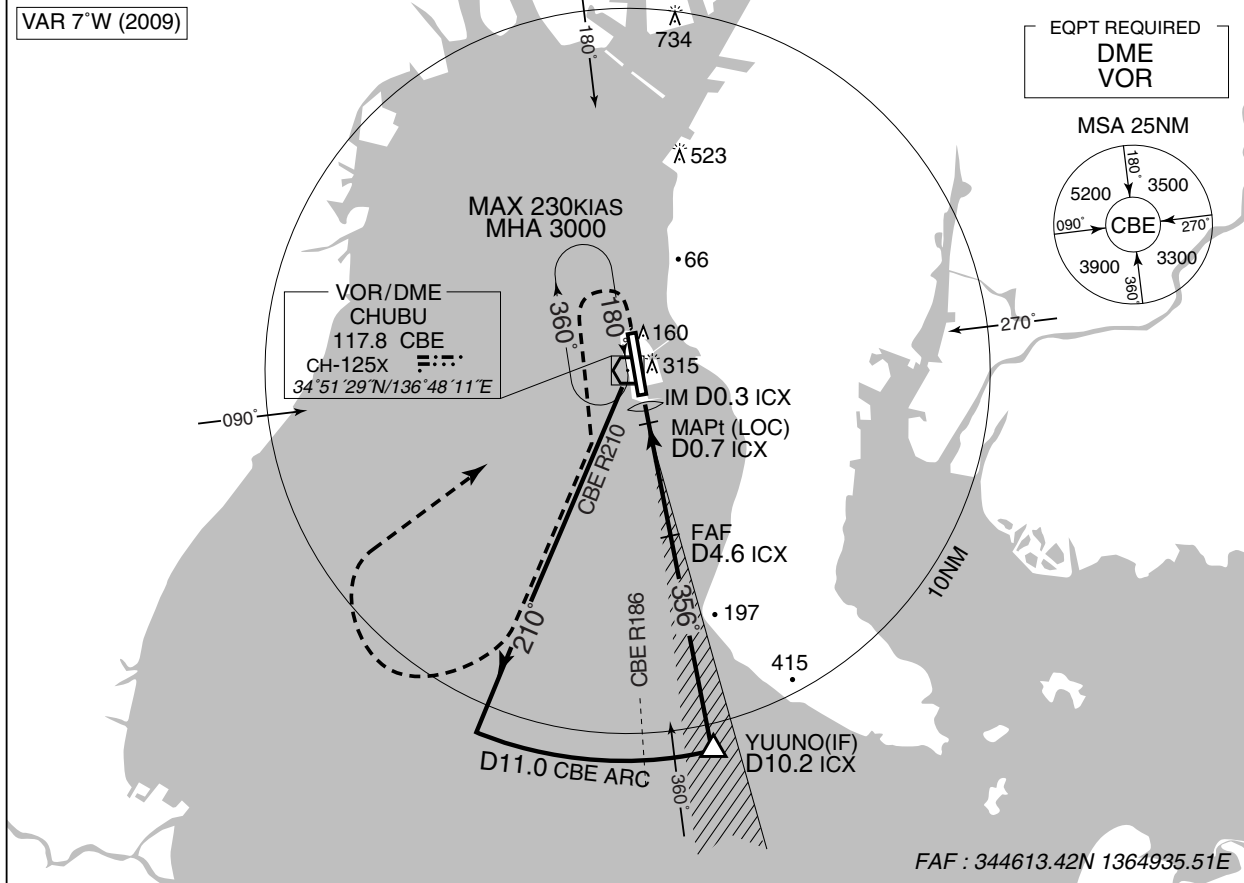 VAR 7°W (2009)
180°
734
EQPT REQUIRED
DME
VOR
MSA 25NM
180°
5200
3500
090°
CBE
270°
3900
3300
360°
523
MAX 230KIAS
MHA 3000
66
VOR/DME
CHUBU
117.8 CBE
CH-125X
34°51´29˝N/136°48´11˝E
360°
180°
160
315
270°
IM D0.3 ICX
MAPt (LOC)
D0.7 ICX
090°
CBE R210
FAF
D4.6 ICX
10NM
356°
197
210°
CBE R186
415
YUUNO(IF)
D10.2 ICX
D11.0 CBE ARC
360°
FAF : 344613.42N 1364935.51E